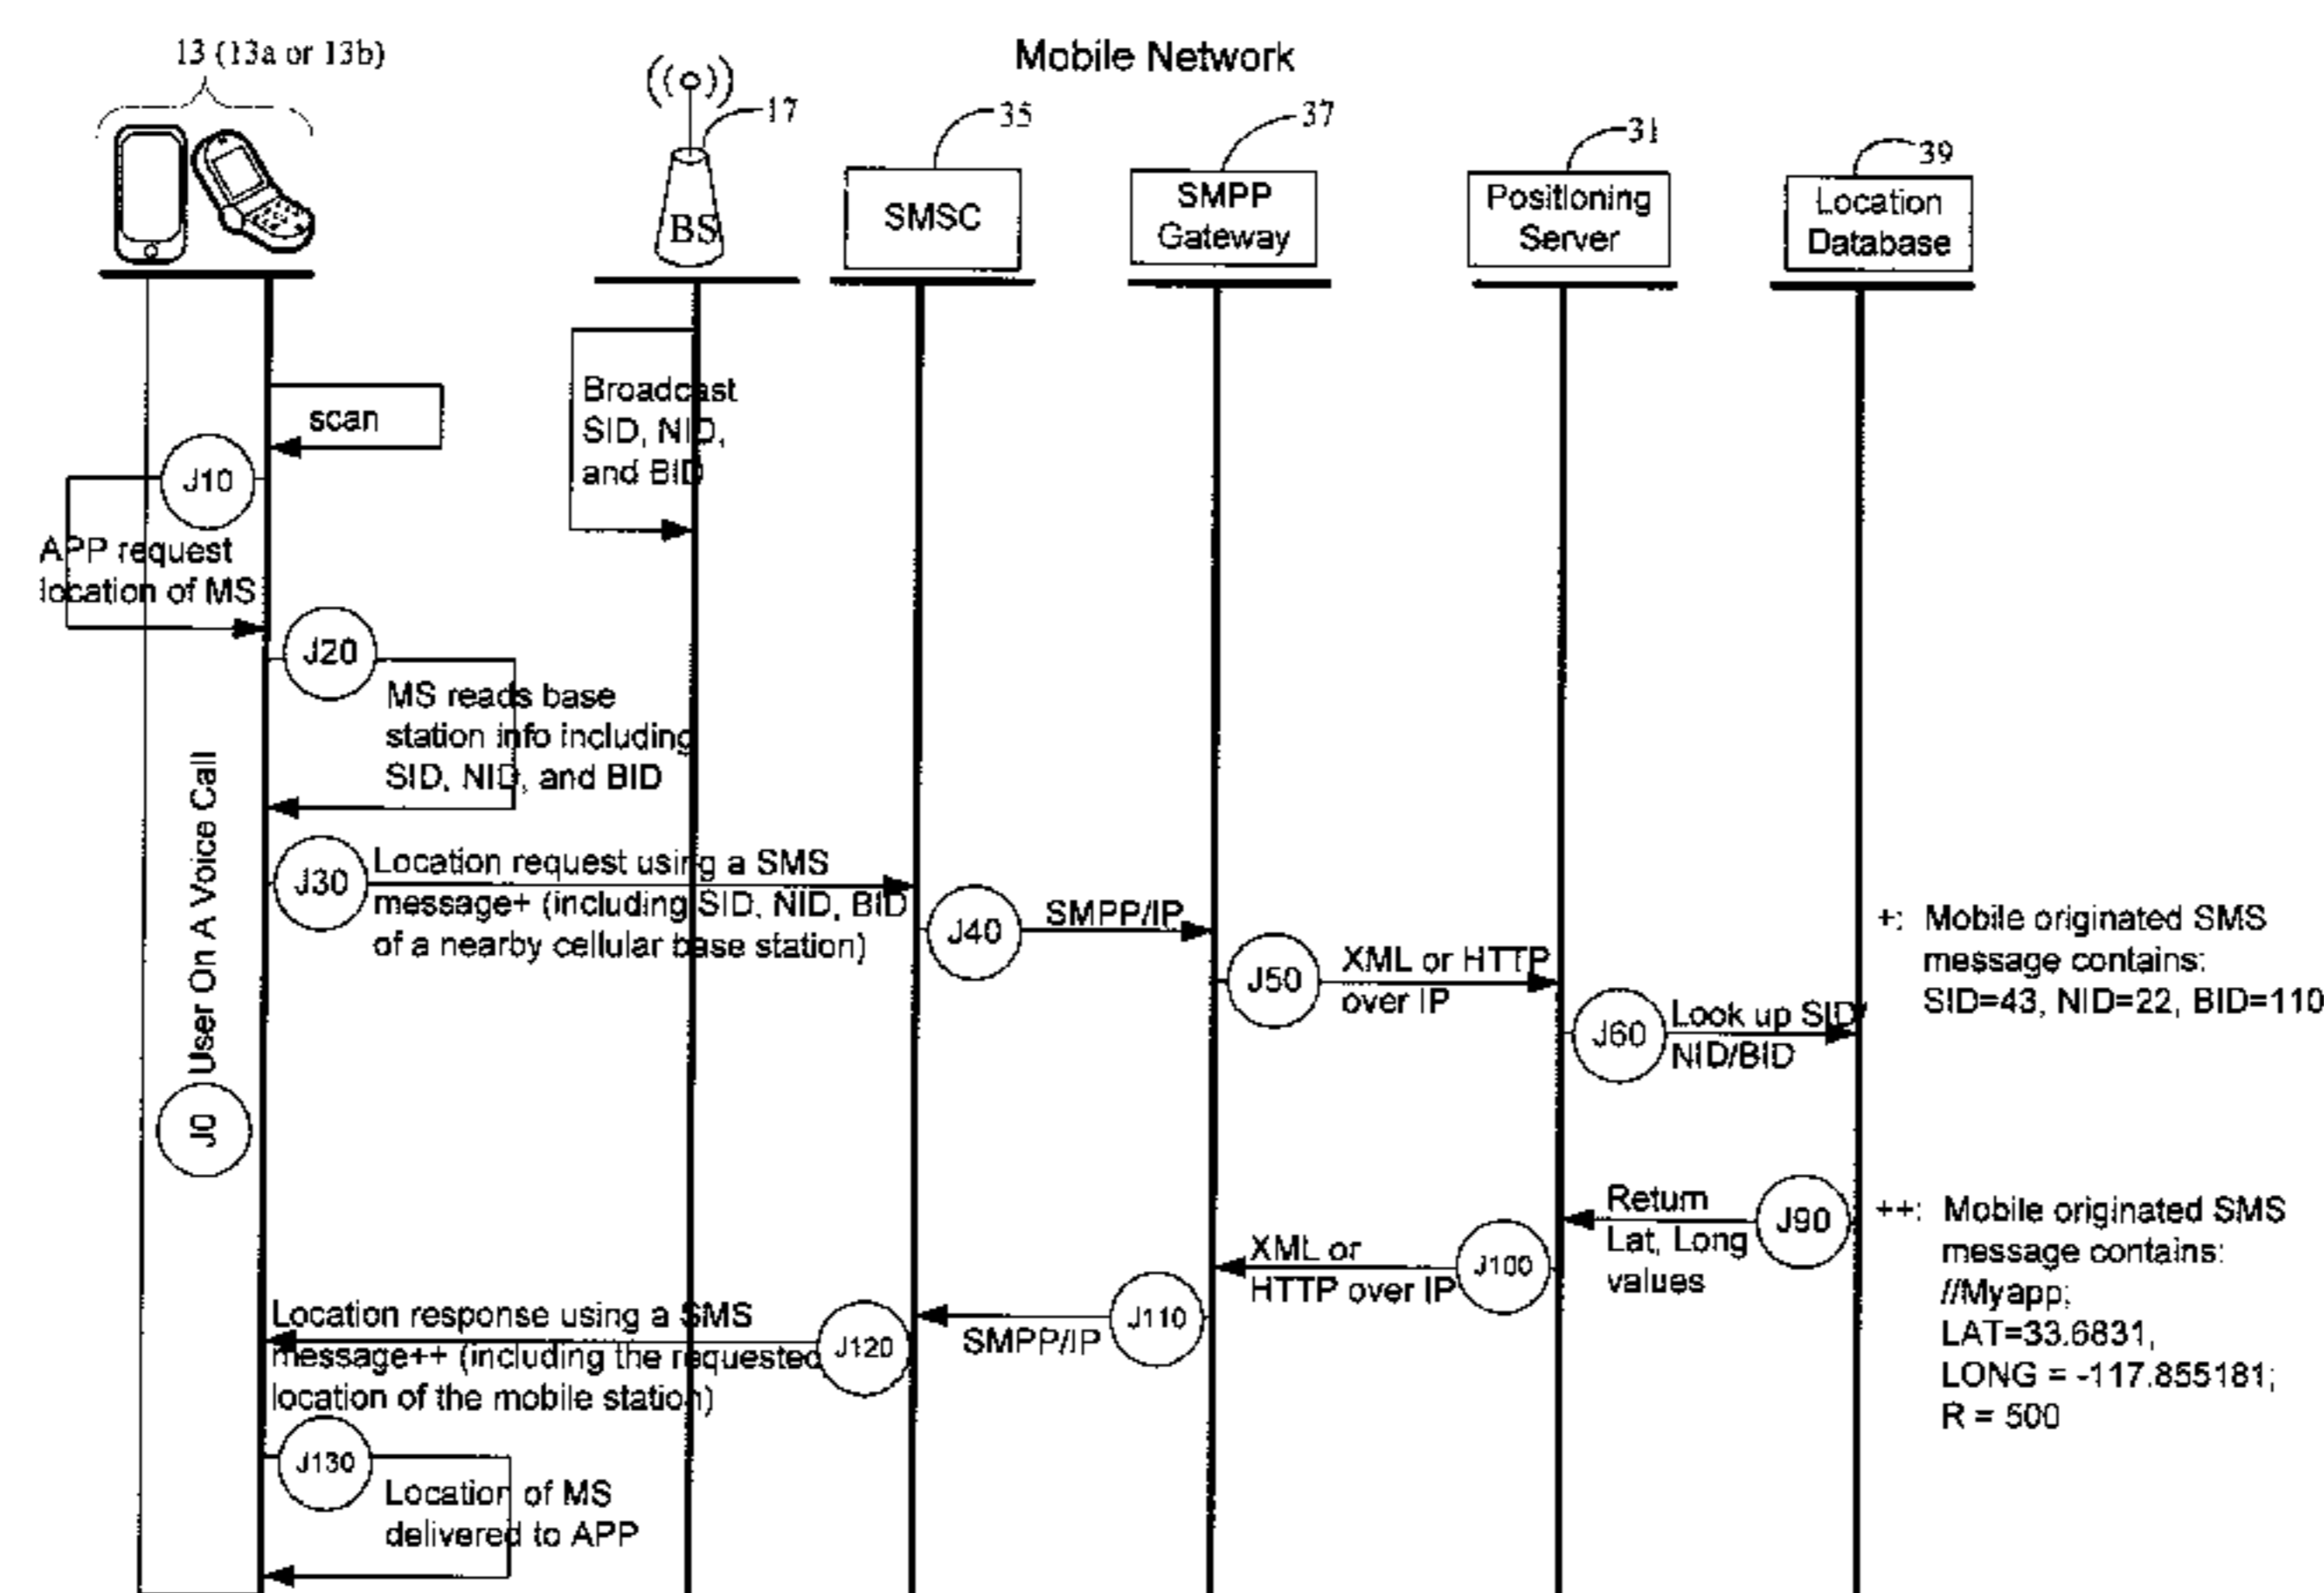 Mobile Network
13 (13a or 13b)
17
35
37
31
39
BS
SMSC
SMPP
Gateway
Positioning
Server
Location
Database
scan
Broadcast
SID, NID,
and BID
J10
APP request
location of MS
J20
MS reads base
station info including
SID, NID, and BID
User On A Voice Call
J0
J30
Location request using a SMS
message+ (including SID, NID, BID
of a nearby cellular base station)
J40
SMPP/IP
J50
XML or HTTP
over IP
J60
Look up SID/
NID/BID
+: Mobile originated SMS
message contains:
SID=43, NID=22, BID=110
J90
Return
Lat, Long
values
J100
XML or
HTTP over IP
J110
SMPP/IP
J120
Location response using a SMS
message++ (including the requested
location of the mobile station)
++: Mobile originated SMS
message contains:
//Myapp;
LAT=33.6831,
LONG = -117.855181;
R = 500
J130
Location of MS
delivered to APP